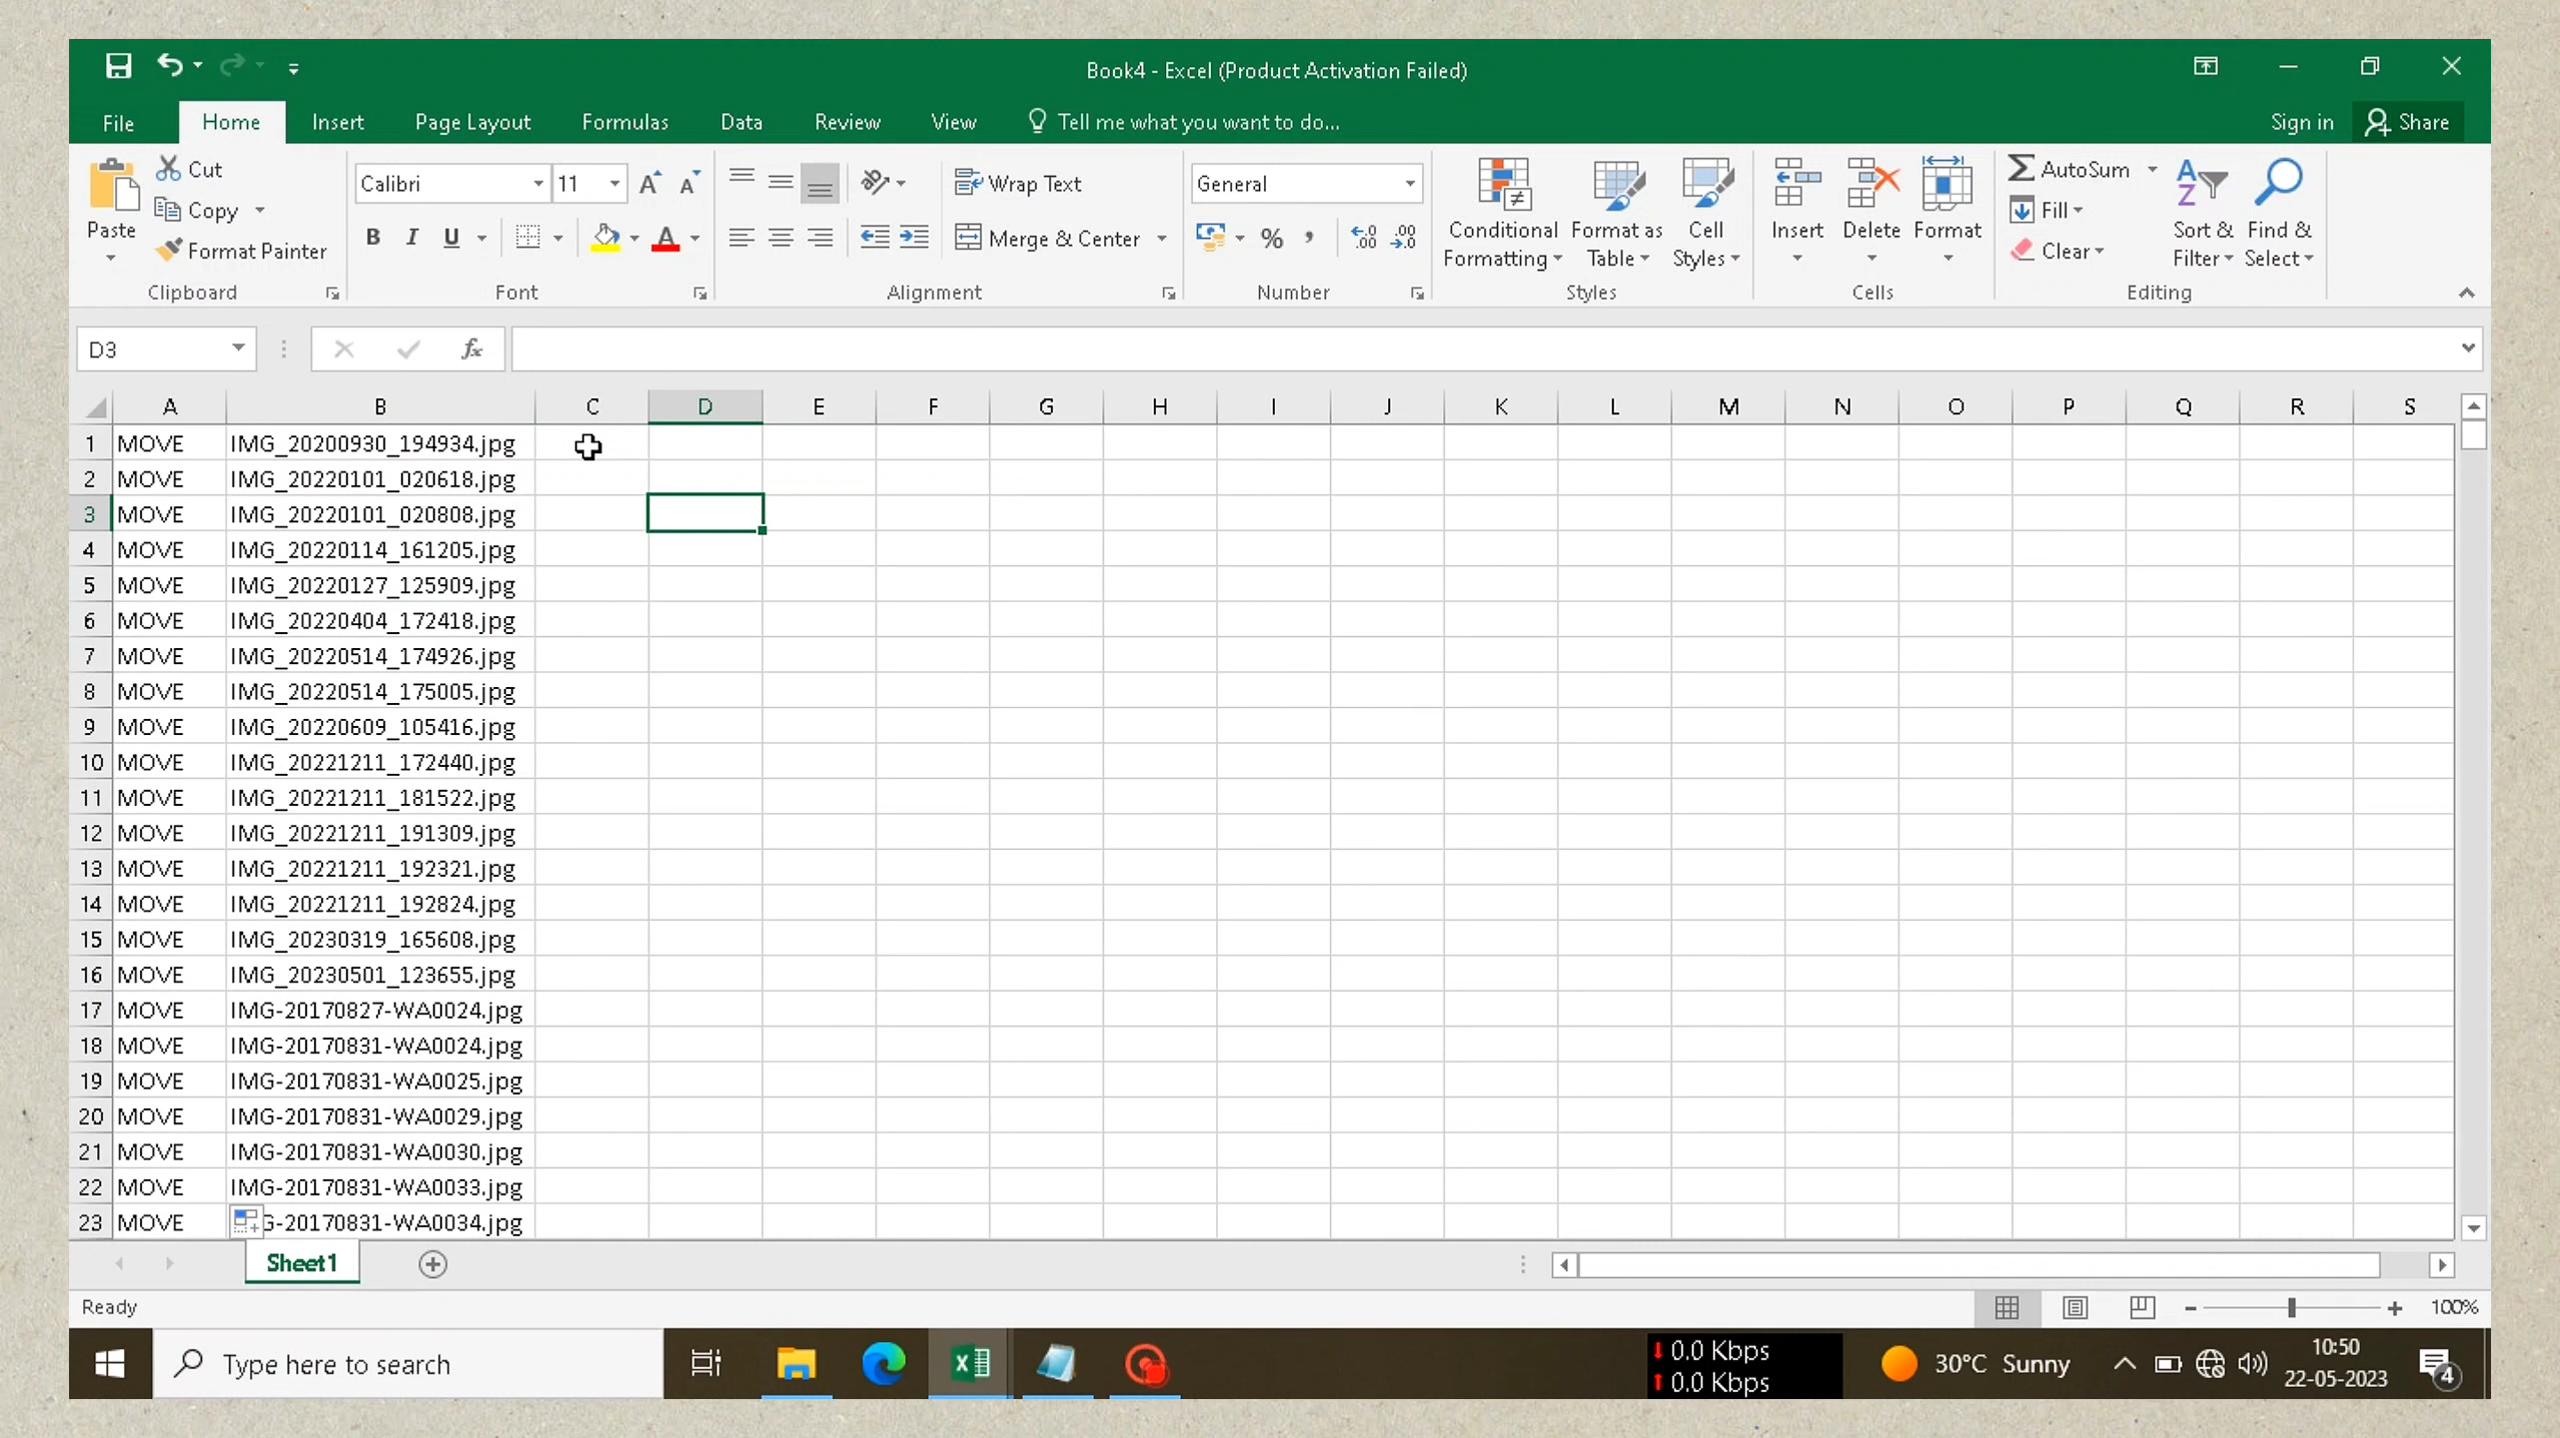 Book4 - Excel (Product Activation Failed)
File Home Insert Page Layout Formulas Data Review View Tell me what you want to do... Sign in Share
Paste
Cut
Copy
Format Painter
Clipboard
Calibri 11
B I U A
Font
Wrap Text
Merge & Center
Alignment
General
% , .0 .00 .00 .0
Number
Conditional Formatting
Format as Table
Cell Styles
Styles
Insert Delete Format
Cells
AutoSum
Fill
Clear
Sort & Filter
Find & Select
Editing
D3 fx
A B C D E F G H I J K L M N O P Q R S
1 MOVE IMG_20200930_194934.jpg
2 MOVE IMG_20220101_020618.jpg
3 MOVE IMG_20220101_020808.jpg
4 MOVE IMG_20220114_161205.jpg
5 MOVE IMG_20220127_125909.jpg
6 MOVE IMG_20220404_172418.jpg
7 MOVE IMG_20220514_174926.jpg
8 MOVE IMG_20220514_175005.jpg
9 MOVE IMG_20220609_105416.jpg
10 MOVE IMG_20221211_172440.jpg
11 MOVE IMG_20221211_181522.jpg
12 MOVE IMG_20221211_191309.jpg
13 MOVE IMG_20221211_192321.jpg
14 MOVE IMG_20221211_192824.jpg
15 MOVE IMG_20230319_165608.jpg
16 MOVE IMG_20230501_123655.jpg
17 MOVE IMG-20170827-WA0024.jpg
18 MOVE IMG-20170831-WA0024.jpg
19 MOVE IMG-20170831-WA0025.jpg
20 MOVE IMG-20170831-WA0029.jpg
21 MOVE IMG-20170831-WA0030.jpg
22 MOVE IMG-20170831-WA0033.jpg
23 MOVE G-20170831-WA0034.jpg
Sheet1
Ready 100%
Type here to search
0.0 Kbps
0.0 Kbps
30°C Sunny
10:50
22-05-2023
4